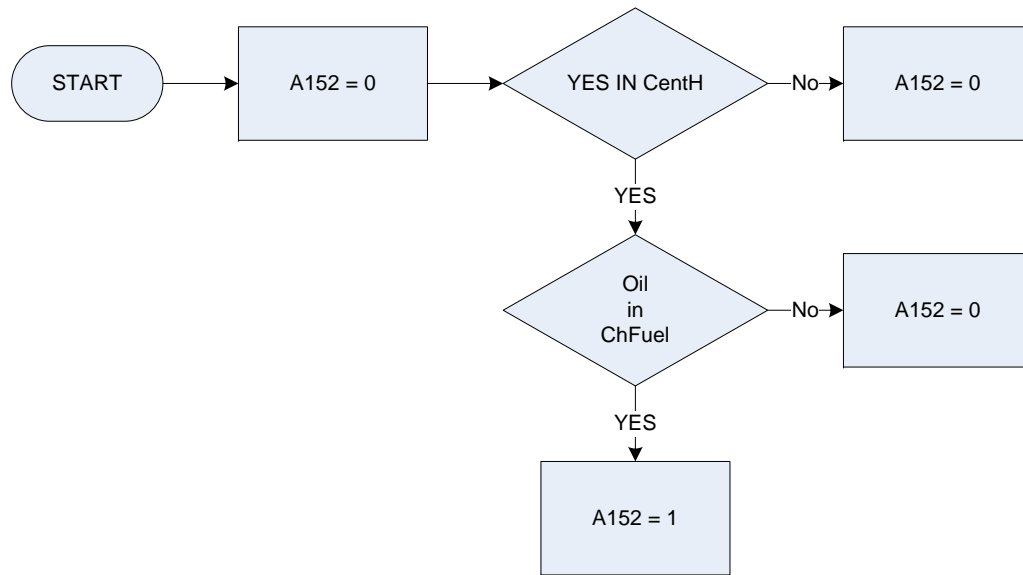 START
A152 = 0
YES IN CentH
No
A152 = 0
YES
Oil
in
ChFuel
No
A152 = 0
YES
A152 = 1